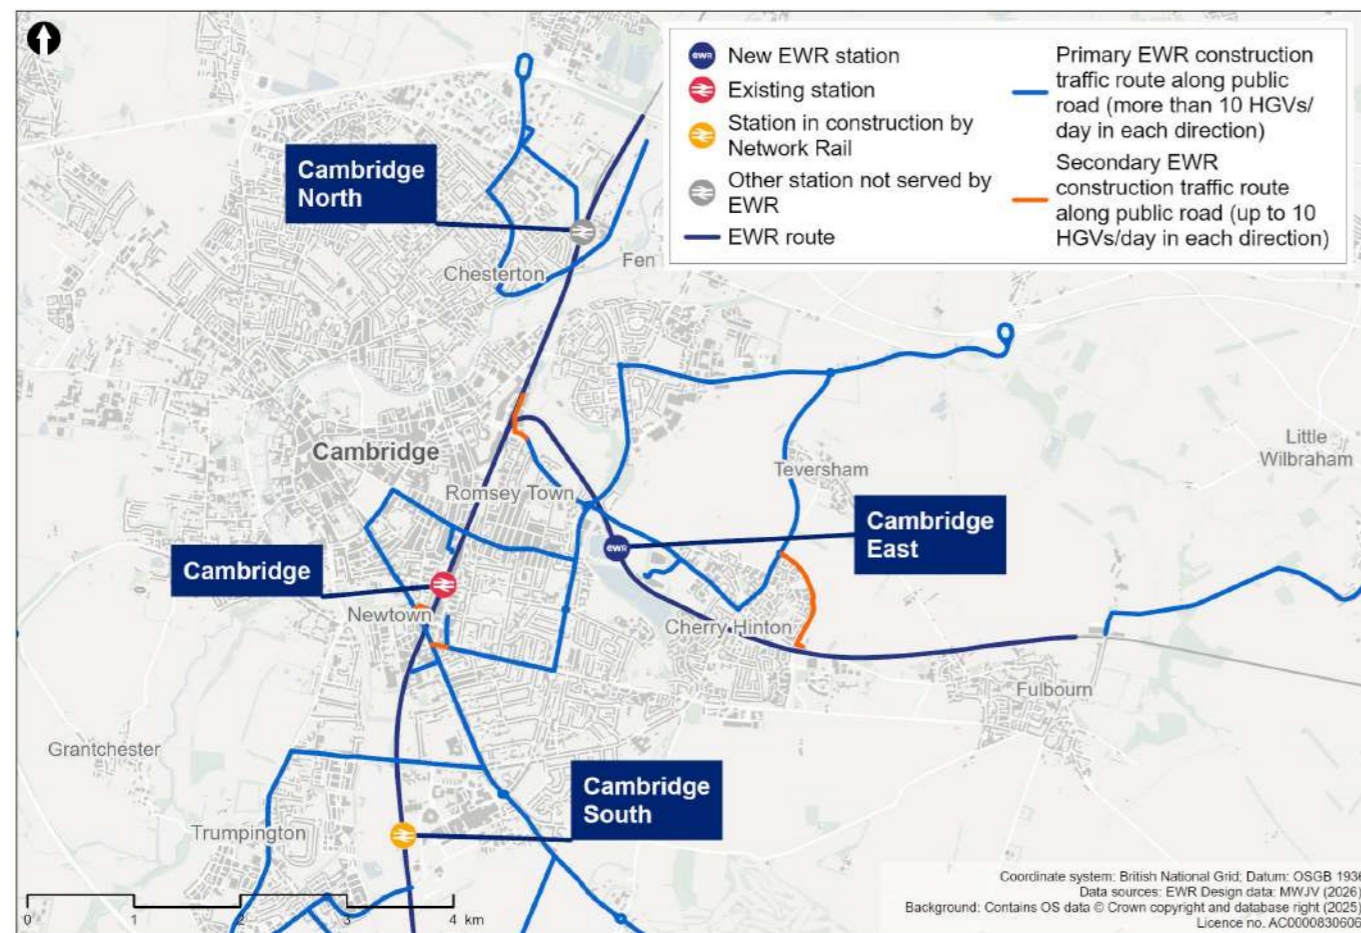 ewr New EWR station
Existing station
Station in construction by
Network Rail
Other station not served by
EWR
EWR route
Primary EWR construction
traffic route along public
road (more than 10 HGVs/
day in each direction)
Secondary EWR
construction traffic route
along public road (up to 10
HGVs/day in each direction)
Cambridge
North
Chesterton
Fen
Cambridge
Romsey Town
Teversham
Little
Wilbraham
Cambridge
East
ewr
Cambridge
Newtown
Cherry Hinton
Fulbourn
Grantchester
Cambridge
South
Trumpington
0 1 2 3 4 km
Coordinate system: British National Grid; Datum: OSGB 1936
Data sources: EWR Design data: MWJV (2026)
Background: Contains OS data © Crown copyright and database right (2025)
Licence no. AC0000830606